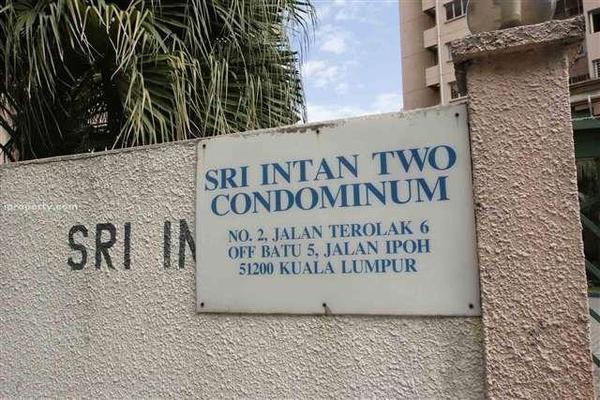 SRI INTAN TWO
CONDOMINUM
NO. 2, JALAN TEROLAK 6
OFF BATU 5, JALAN IPOH
51200 KUALA LUMPUR
SRI IN
iproperty.com